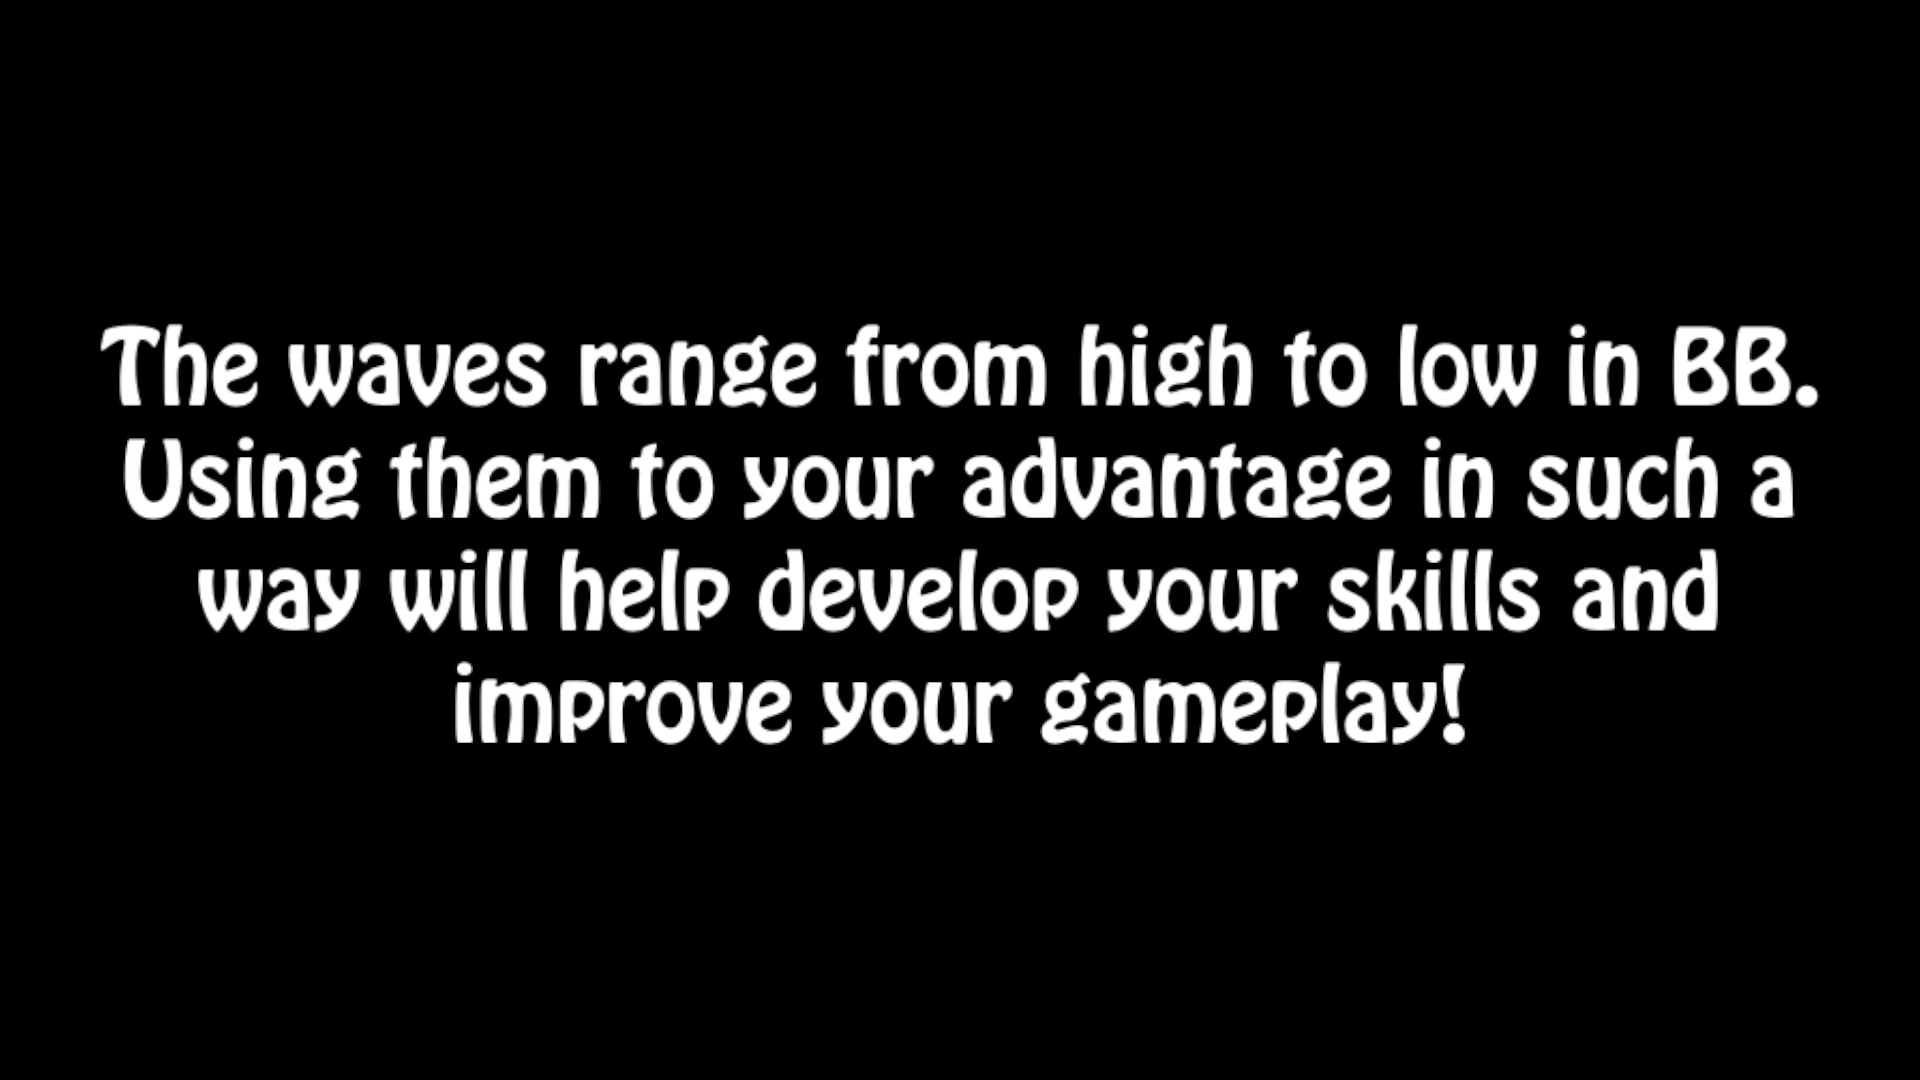 The waves range from high to low in BB.
Using them to your advantage in such a
way will help develop your skills and
improve your gameplay!